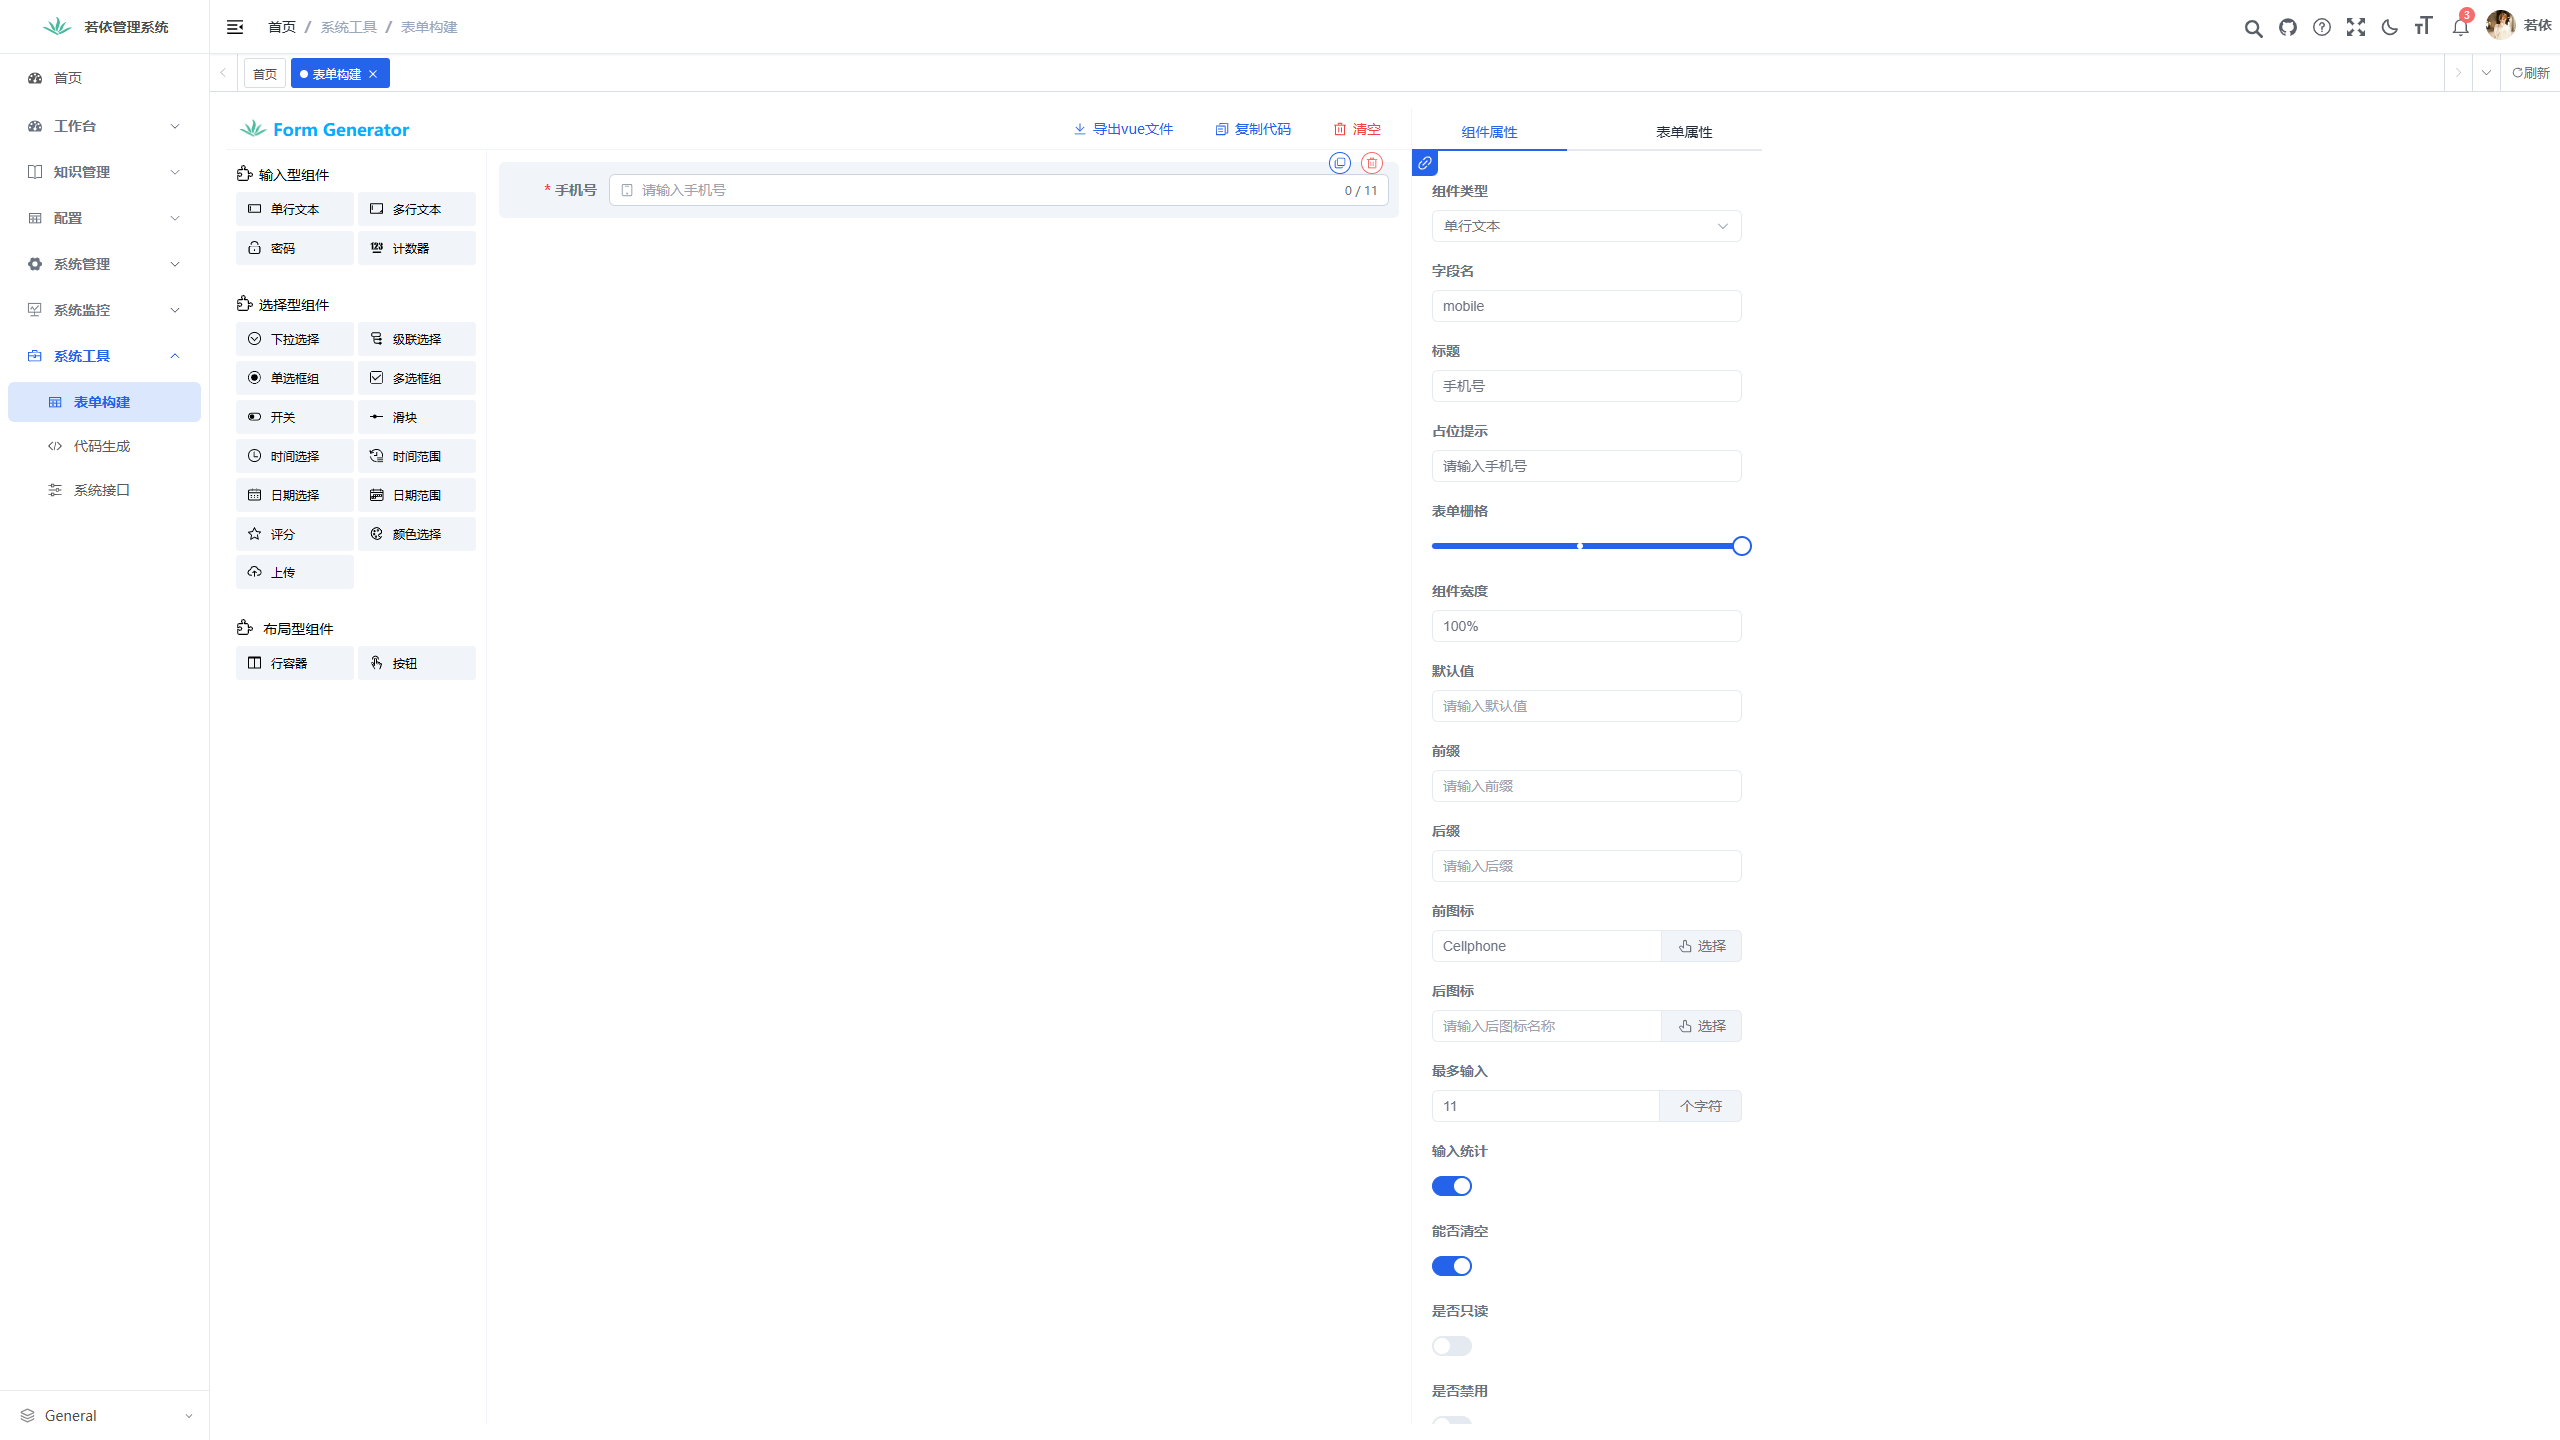 若依管理系统
首页 / 系统工具 / 表单构建
3
若依
首页
表单构建
刷新
首页
工作台
知识管理
配置
系统管理
系统监控
系统工具
表单构建
代码生成
系统接口
General
Form Generator
导出vue文件
复制代码
清空
输入型组件
单行文本
多行文本
密码
计数器
选择型组件
下拉选择
级联选择
单选框组
多选框组
开关
滑块
时间选择
时间范围
日期选择
日期范围
评分
颜色选择
上传
布局型组件
行容器
按钮
* 手机号
请输入手机号
0 / 11
组件属性
表单属性
组件类型
单行文本
字段名
mobile
标题
手机号
占位提示
请输入手机号
表单栅格
组件宽度
100%
默认值
请输入默认值
前缀
请输入前缀
后缀
请输入后缀
前图标
Cellphone
选择
后图标
请输入后图标名称
选择
最多输入
11
个字符
输入统计
能否清空
是否只读
是否禁用